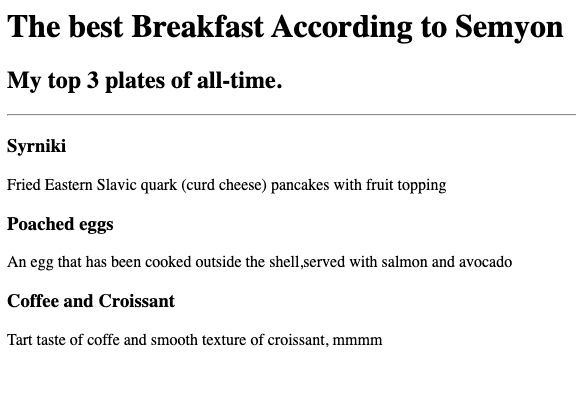 The best Breakfast According to Semyon
My top 3 plates of all-time.
Syrniki
Fried Eastern Slavic quark (curd cheese) pancakes with fruit topping
Poached eggs
An egg that has been cooked outside the shell,served with salmon and avocado
Coffee and Croissant
Tart taste of coffe and smooth texture of croissant, mmmm